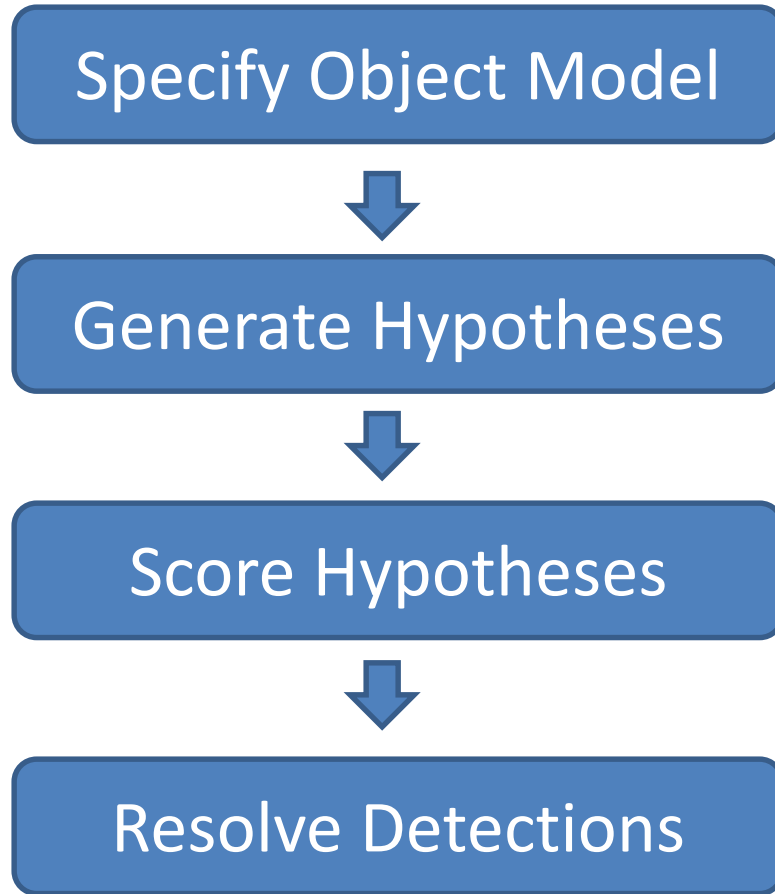 Specify Object Model
Generate Hypotheses
Score Hypotheses
Resolve Detections